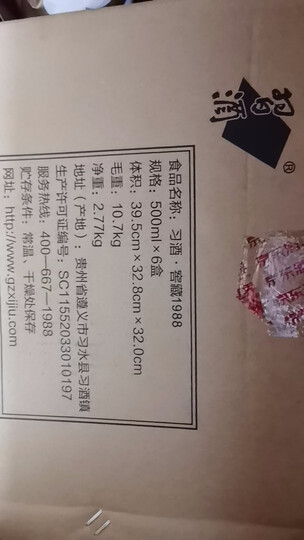 习酒
®
食品名称：习酒·窖藏1988
规格：500ml×6盒
体积：39.5cm×32.8cm×32.0cm
毛重：10.7kg
净重：2.77kg
地址（产地）：贵州省遵义市习水县习酒镇
生产许可证编号：SC11552033010197
服务热线：400—667—1988
贮存条件：常温、干燥处保存
网址：http://www.gzxijiu.com